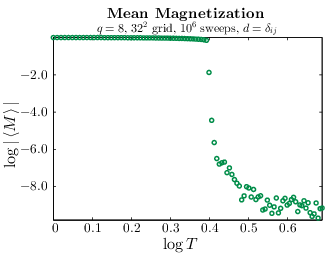 Mean Magnetization
q = 8, 32² grid, 10⁶ sweeps, d = δᵢⱼ
log |⟨M⟩|
−2.0
−4.0
−6.0
−8.0
0 0.1 0.2 0.3 0.4 0.5 0.6
log T